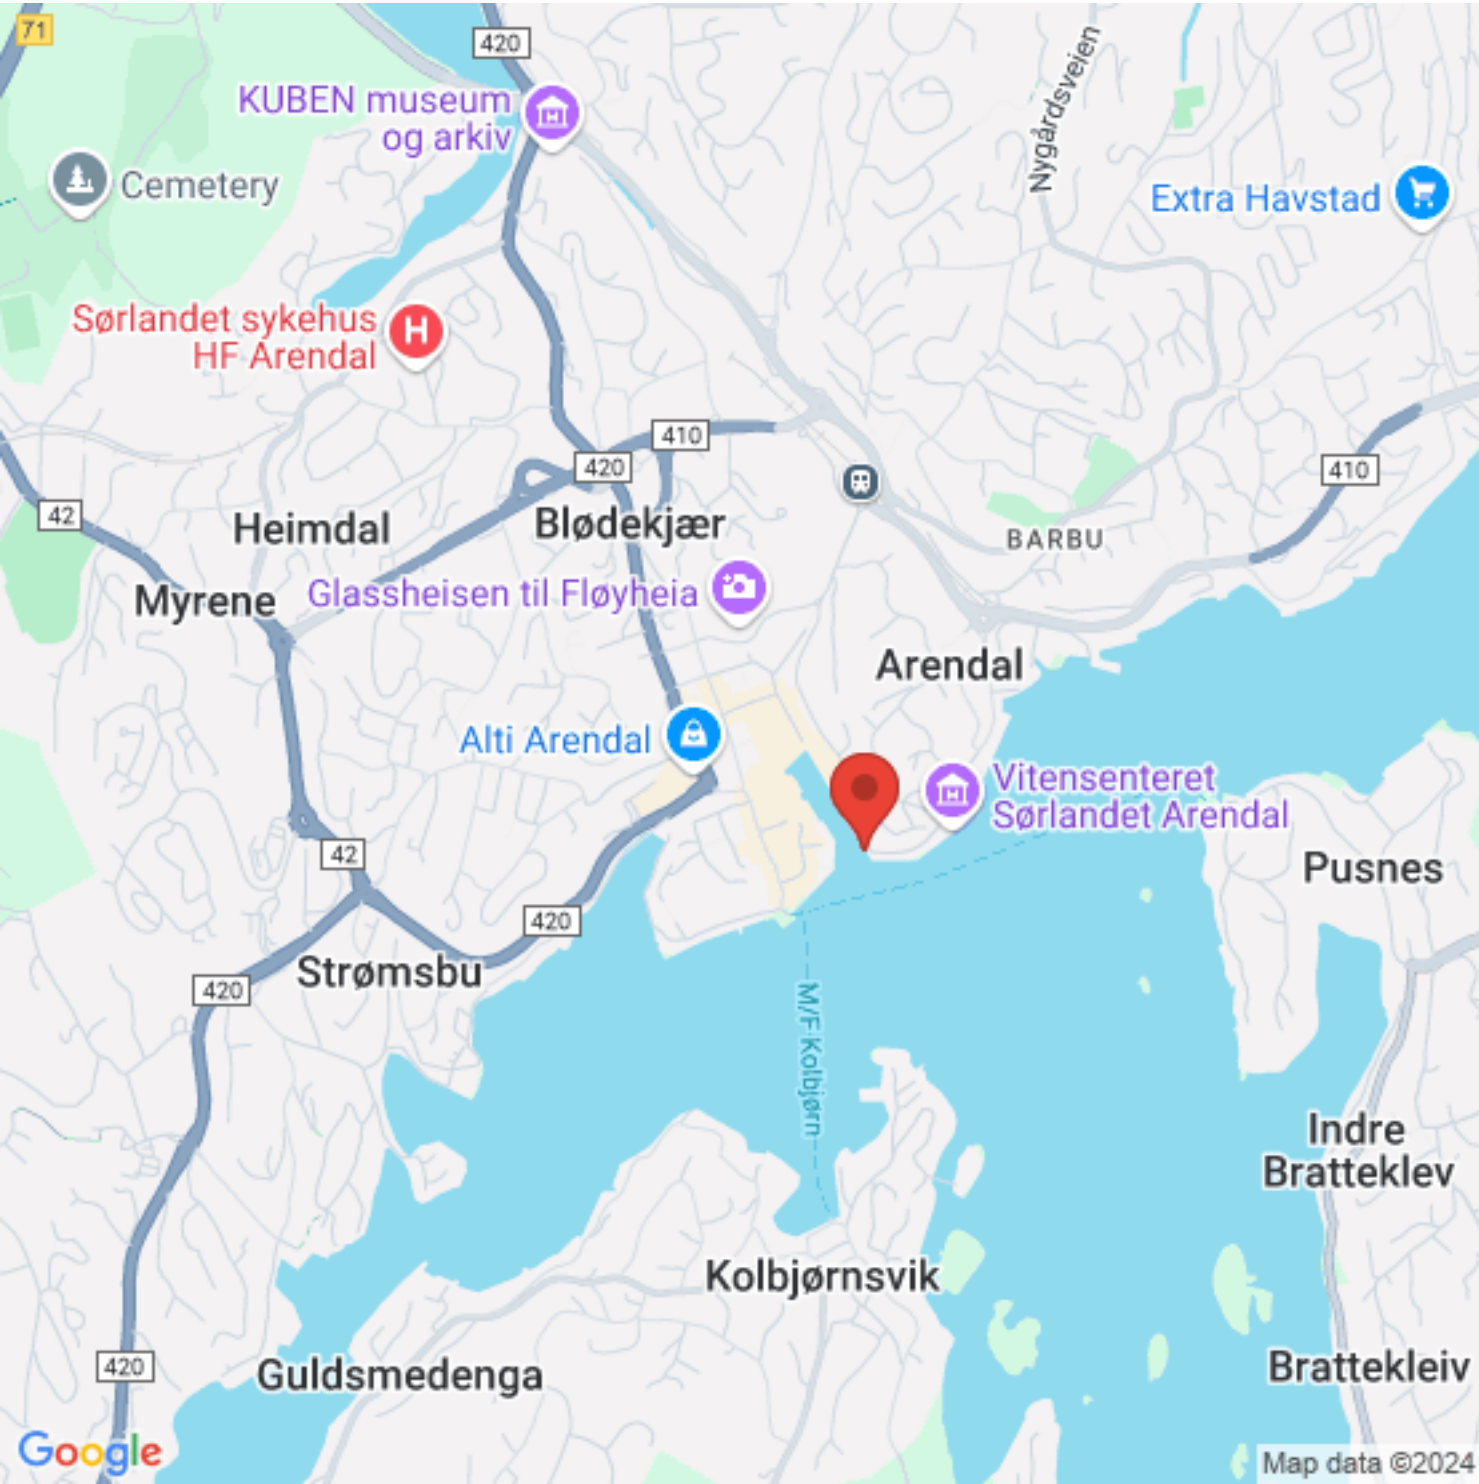 71
420
KUBEN museum
og arkiv
Nygårdsveien
Cemetery
Extra Havstad
Sørlandet sykehus
HF Arendal
H
410
420
410
42
Heimdal
Blødekjær
BARBU
Myrene
Glassheisen til Fløyheia
Arendal
Alti Arendal
Vitensenteret
Sørlandet Arendal
42
Pusnes
420
Strømsbu
420
M/F Kolbjørn
Indre
Bratteklev
Kolbjørnsvik
420
Guldsmedenga
Brattekleiv
Google
Map data ©2024